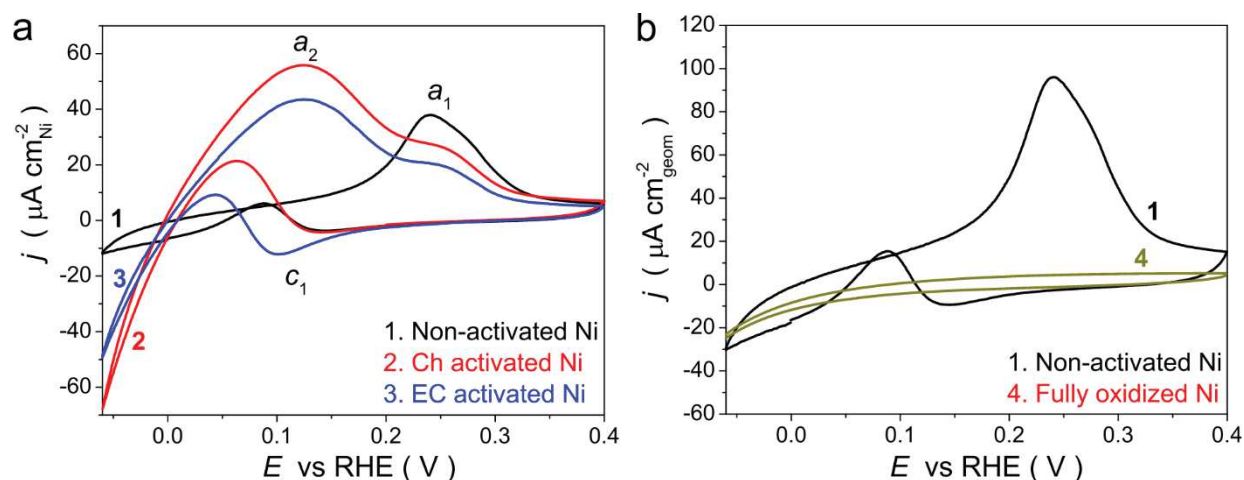 a
60
40
20
0
-20
-40
-60
j ( μA cm⁻²Ni )
a2
a1
c1
1
3
2
1. Non-activated Ni
2. Ch activated Ni
3. EC activated Ni
0.0 0.1 0.2 0.3 0.4
E vs RHE ( V )
b
120
100
80
60
40
20
0
-20
-40
-60
j ( μA cm⁻²geom )
1
4
1. Non-activated Ni
4. Fully oxidized Ni
0.0 0.1 0.2 0.3 0.4
E vs RHE ( V )